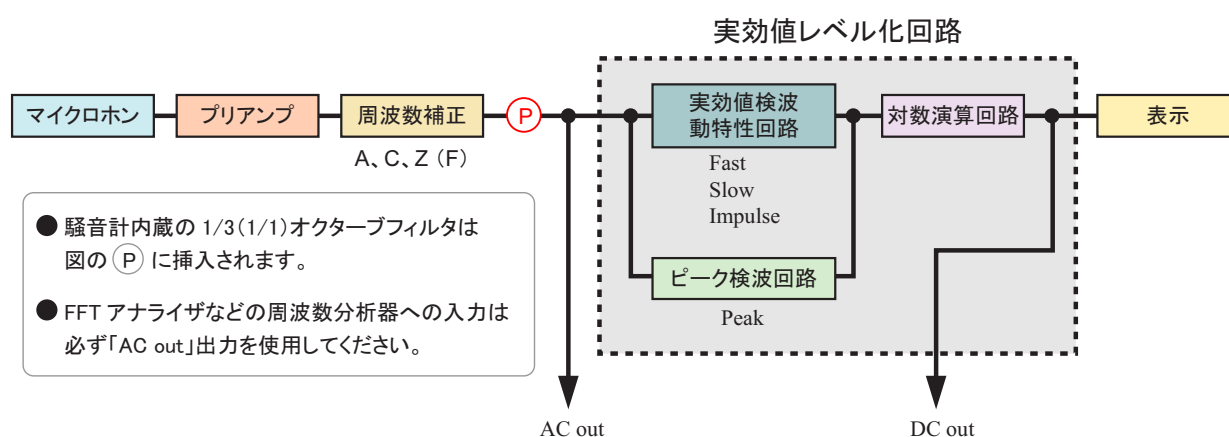 実効値レベル化回路
マイクロホン
プリアンプ
周波数補正
A、C、Z（F）
P
実効値検波
動特性回路
Fast
Slow
Impulse
対数演算回路
表示
ピーク検波回路
Peak
● 騒音計内蔵の 1/3（1/1）オクターブフィルタは
図の P に挿入されます。
● FFT アナライザなどの周波数分析器への入力は
必ず「AC out」出力を使用してください。
AC out
DC out